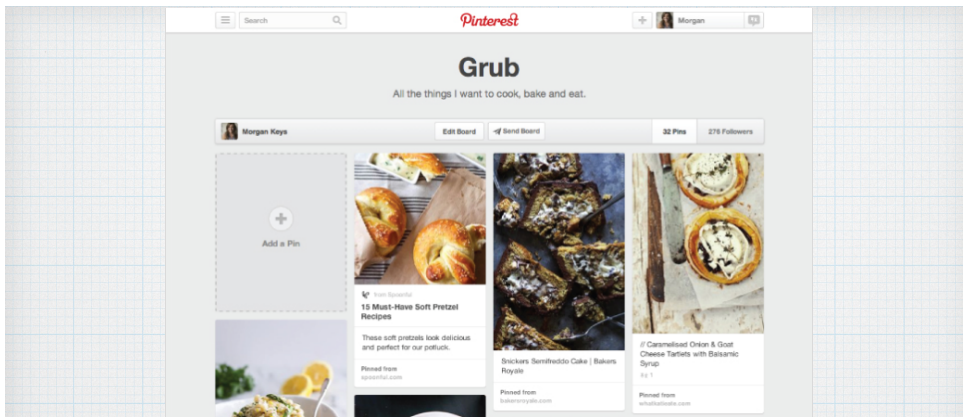 Search
Pinterest
Morgan
Grub
All the things I want to cook, bake and eat.
Morgan Keys
Edit Board
Send Board
32 Pins
276 Followers
Add a Pin
from Spoonful
15 Must-Have Soft Pretzel
Recipes
These soft pretzels look delicious
and perfect for our potluck.
Pinned from
spoonful.com
Snickers Semifreddo Cake | Bakers
Royale
Pinned from
bakersroyale.com
// Caramelised Onion & Goat
Cheese Tartlets with Balsamic
Syrup
Pinned from